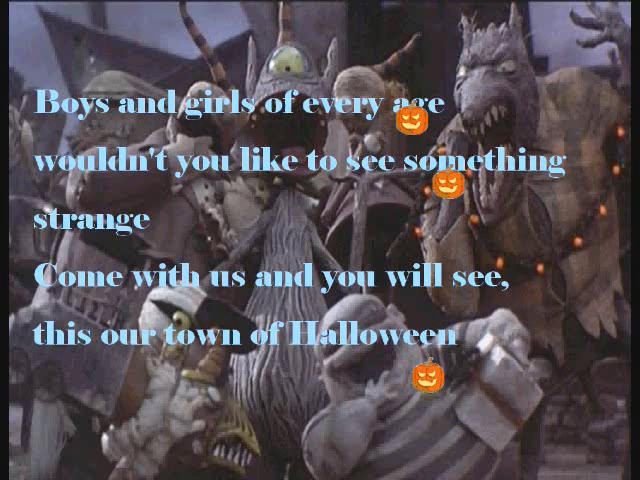 Boys and girls of every age
wouldn't you like to see something
strange
Come with us and you will see,
this our town of Halloween